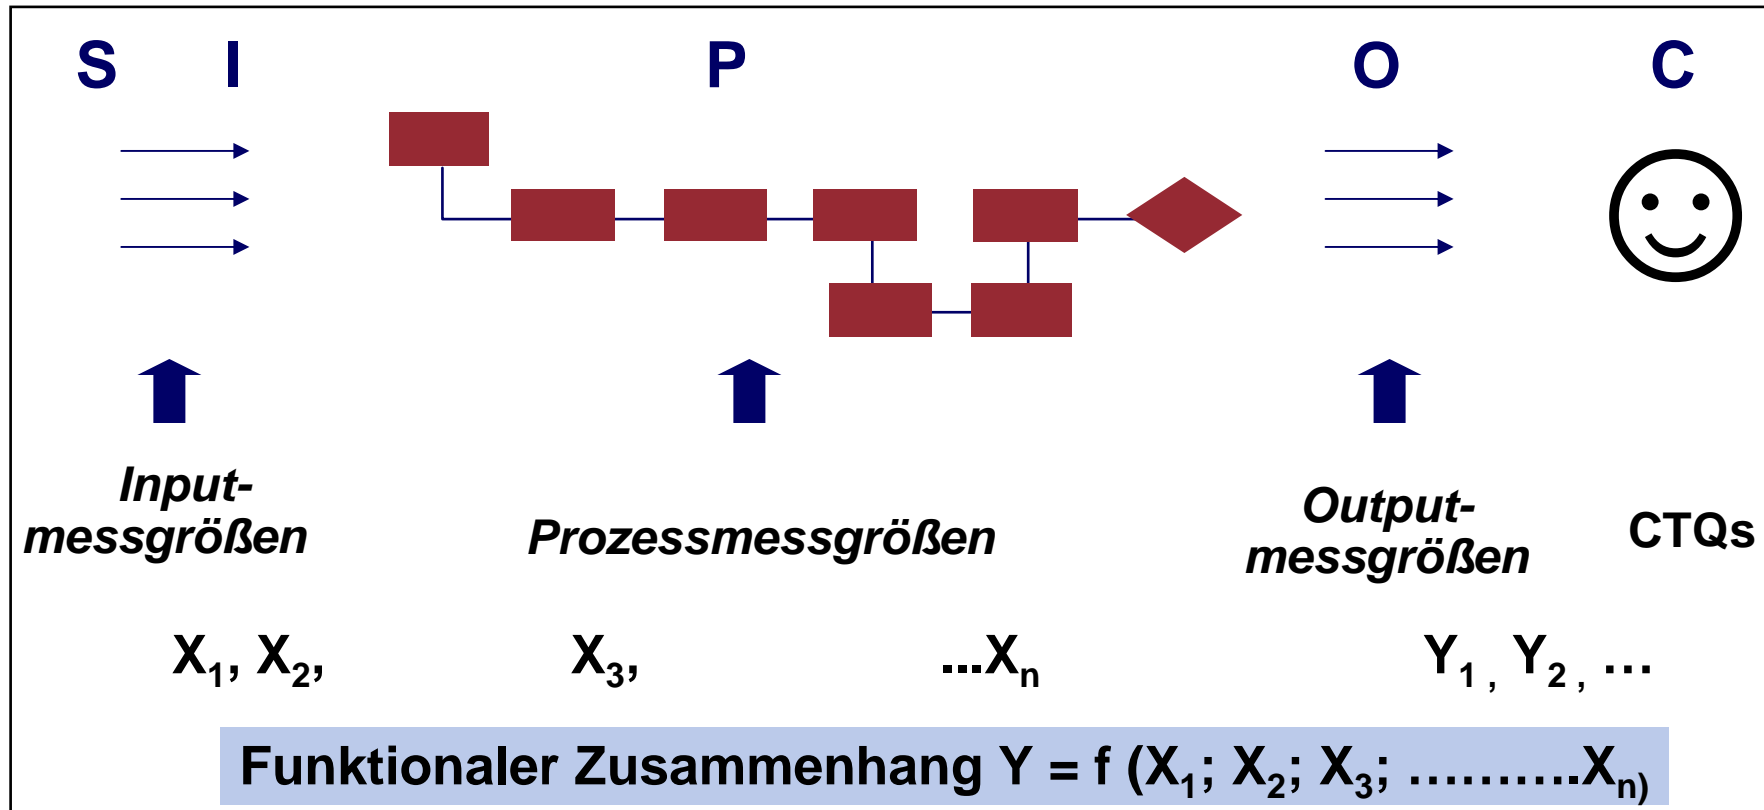 S I P O C
Input-
messgrößen
Prozessmessgrößen
Output-
messgrößen
CTQs
X1, X2, X3, ...Xn Y1 , Y2 , …
Funktionaler Zusammenhang Y = f (X1; X2; X3; ………..Xn)